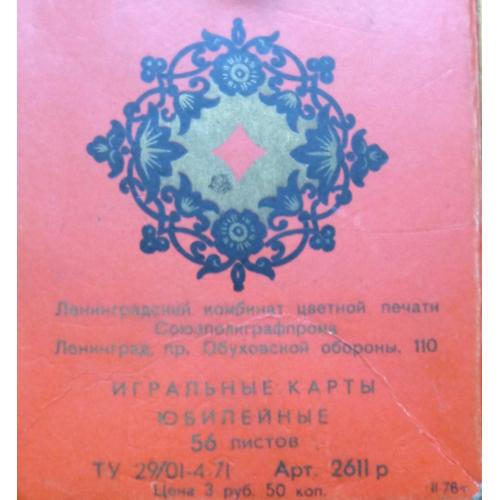 Ленинградский комбинат цветной печати
Союзполиграфпрома
Ленинград, пр. Обуховской обороны, 110
ИГРАЛЬНЫЕ КАРТЫ
ЮБИЛЕЙНЫЕ
56 листов
ТУ 29/01-4.71 Арт. 2611 р
Цена 3 руб. 50 коп. II-76 г.